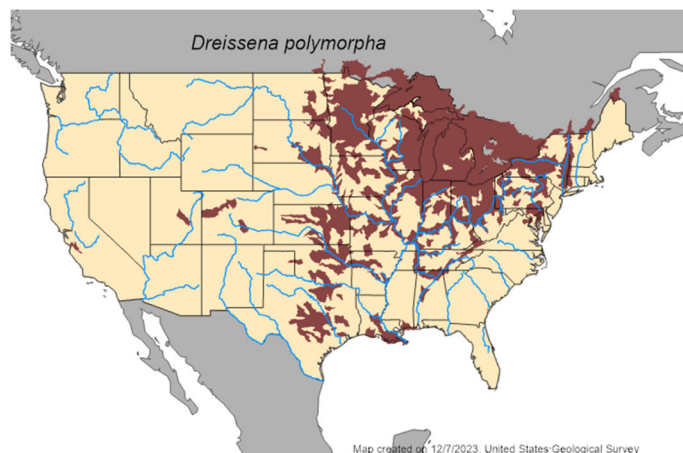 Dreissena polymorpha
Map created on 12/7/2023. United States Geological Survey